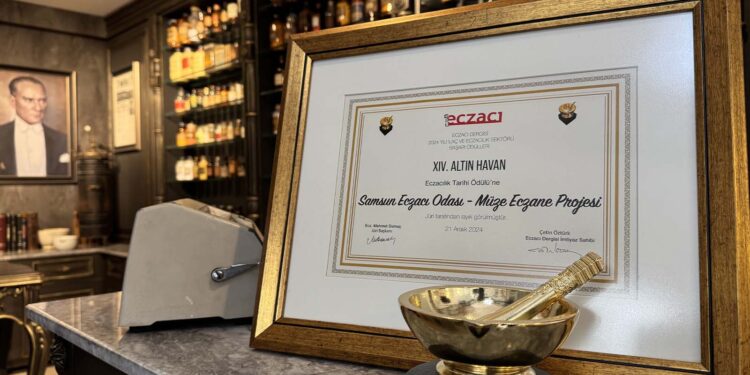 eczacı
ECZACI DERGİSİ
2024 YILI İLAÇ VE ECZACILIK SEKTÖRÜ
BAŞARI ÖDÜLLERİ
XIV. ALTIN HAVAN
Eczacılık Tarihi Ödülü'ne
Samsun Eczacı Odası - Müze Eczane Projesi
Jüri tarafından layık görülmüştür.
21 Aralık 2024
Jüri Başkanı
Çetin Öztürk
Eczacı Dergisi İmtiyaz Sahibi